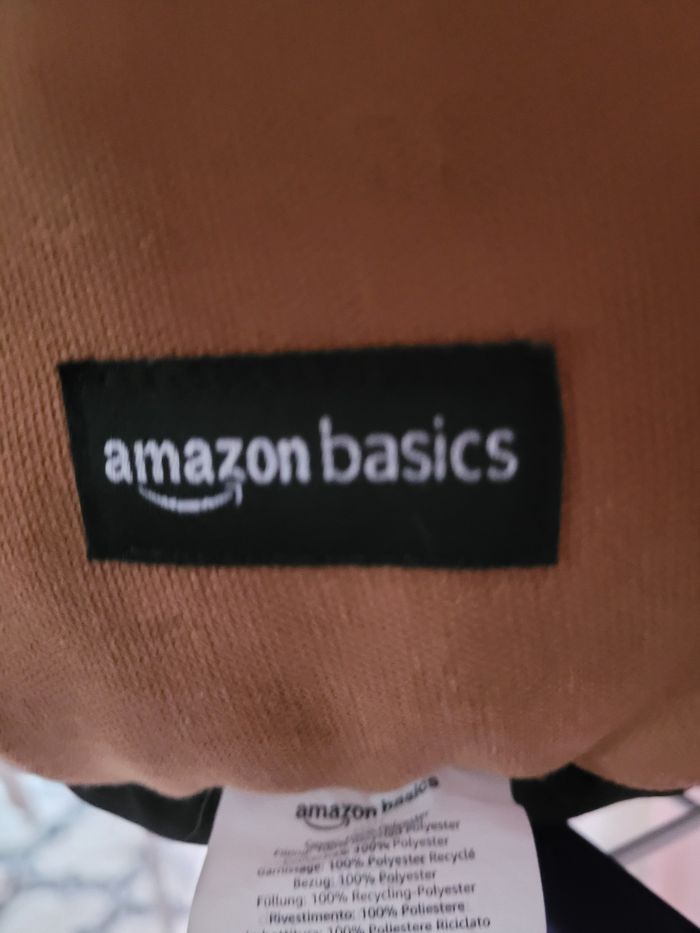 amazon basics
amazon basics
Polyester
100% Polyester
Garnissage: 100% Polyester Recyclé
Bezug: 100% Polyester
Füllung: 100% Recycling-Polyester
Rivestimento: 100% Poliestere
100% Poliestere Riciclato